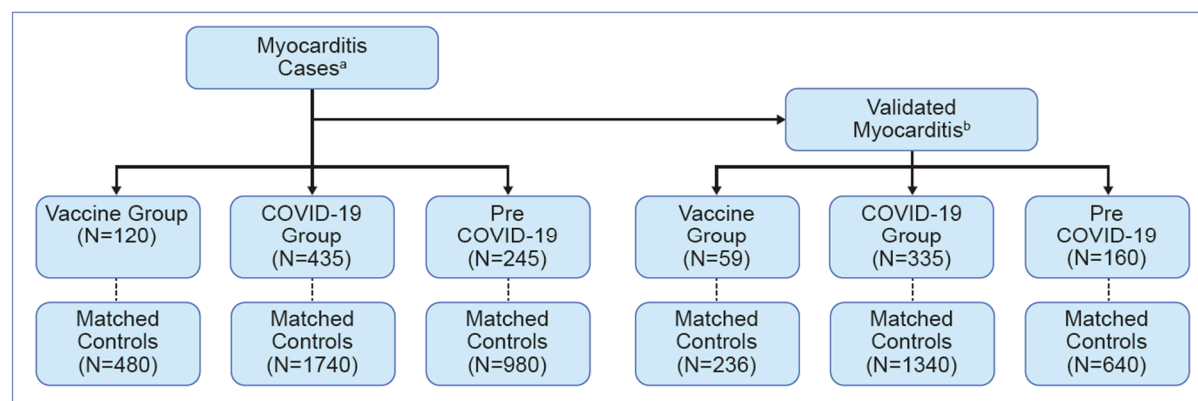 Myocarditis
Casesᵃ
Validated
Myocarditisᵇ
Vaccine Group
(N=120)
COVID-19
Group
(N=435)
Pre
COVID-19
(N=245)
Vaccine
Group
(N=59)
COVID-19
Group
(N=335)
Pre
COVID-19
(N=160)
Matched
Controls
(N=480)
Matched
Controls
(N=1740)
Matched
Controls
(N=980)
Matched
Controls
(N=236)
Matched
Controls
(N=1340)
Matched
Controls
(N=640)